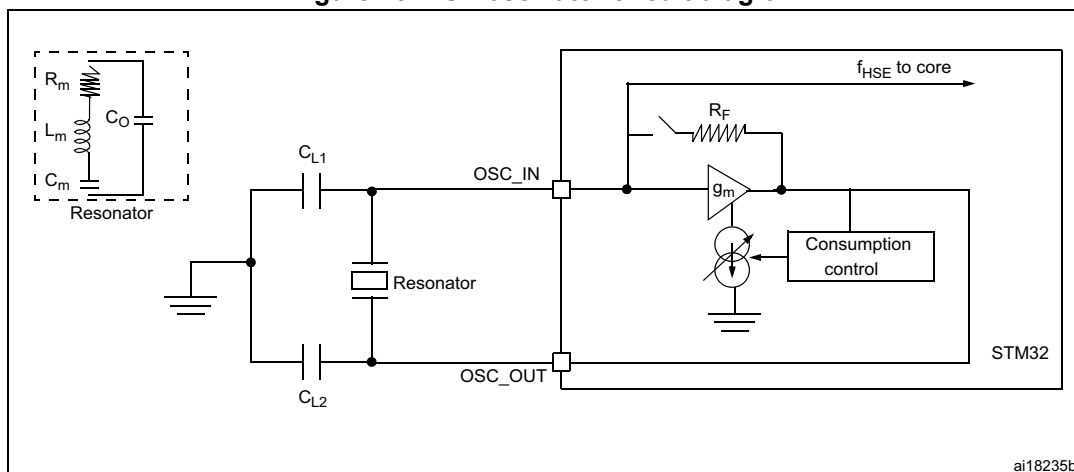 f_HSE to core
R_m
R_F
L_m
C_O
C_L1
OSC_IN
C_m
g_m
Resonator
Consumption
control
Resonator
STM32
OSC_OUT
C_L2
ai18235b